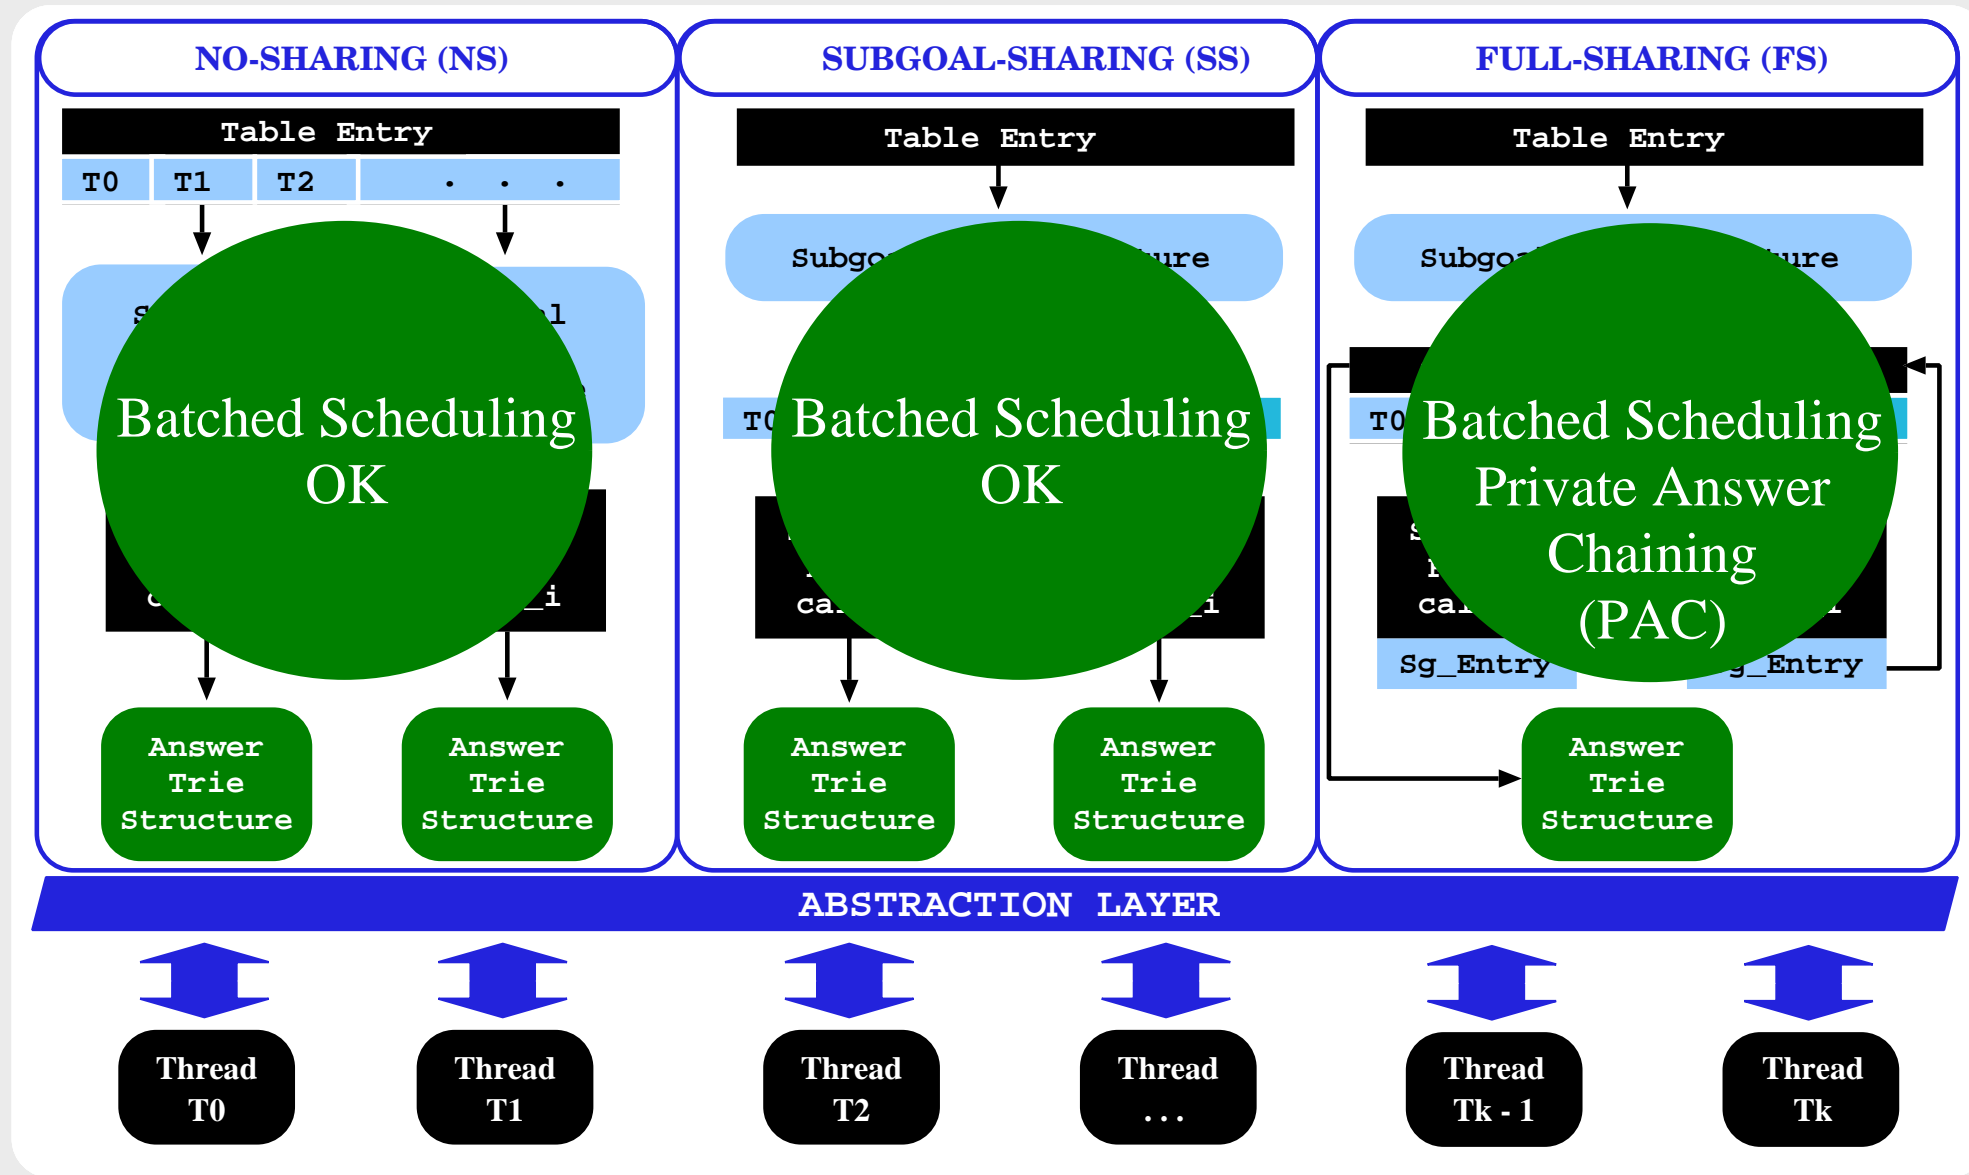 NO-SHARING (NS)
Table Entry
T0 T1 T2 . . .
Batched Scheduling
OK
Answer
Trie
Structure
Answer
Trie
Structure
SUBGOAL-SHARING (SS)
Table Entry
T0
Batched Scheduling
OK
Answer
Trie
Structure
Answer
Trie
Structure
FULL-SHARING (FS)
Table Entry
T0
Batched Scheduling
Private Answer
Chaining
(PAC)
Sg_Entry
g_Entry
Answer
Trie
Structure
ABSTRACTION LAYER
Thread
T0
Thread
T1
Thread
T2
Thread
. . .
Thread
Tk - 1
Thread
Tk